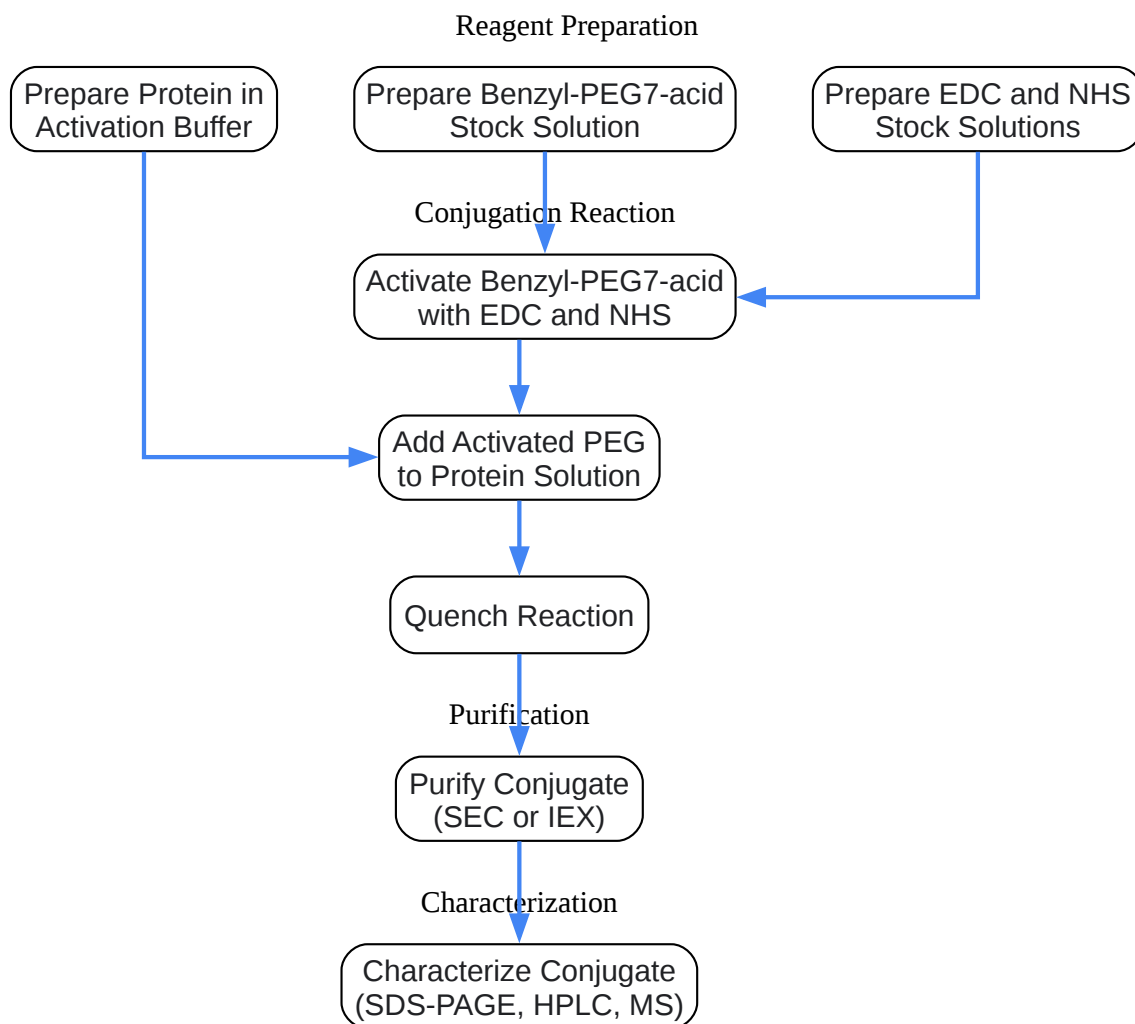 Reagent Preparation
Prepare Protein in
Activation Buffer
Prepare Benzyl-PEG7-acid
Stock Solution
Prepare EDC and NHS
Stock Solutions
Conjugation Reaction
Activate Benzyl-PEG7-acid
with EDC and NHS
Add Activated PEG
to Protein Solution
Quench Reaction
Purification
Purify Conjugate
(SEC or IEX)
Characterization
Characterize Conjugate
(SDS-PAGE, HPLC, MS)